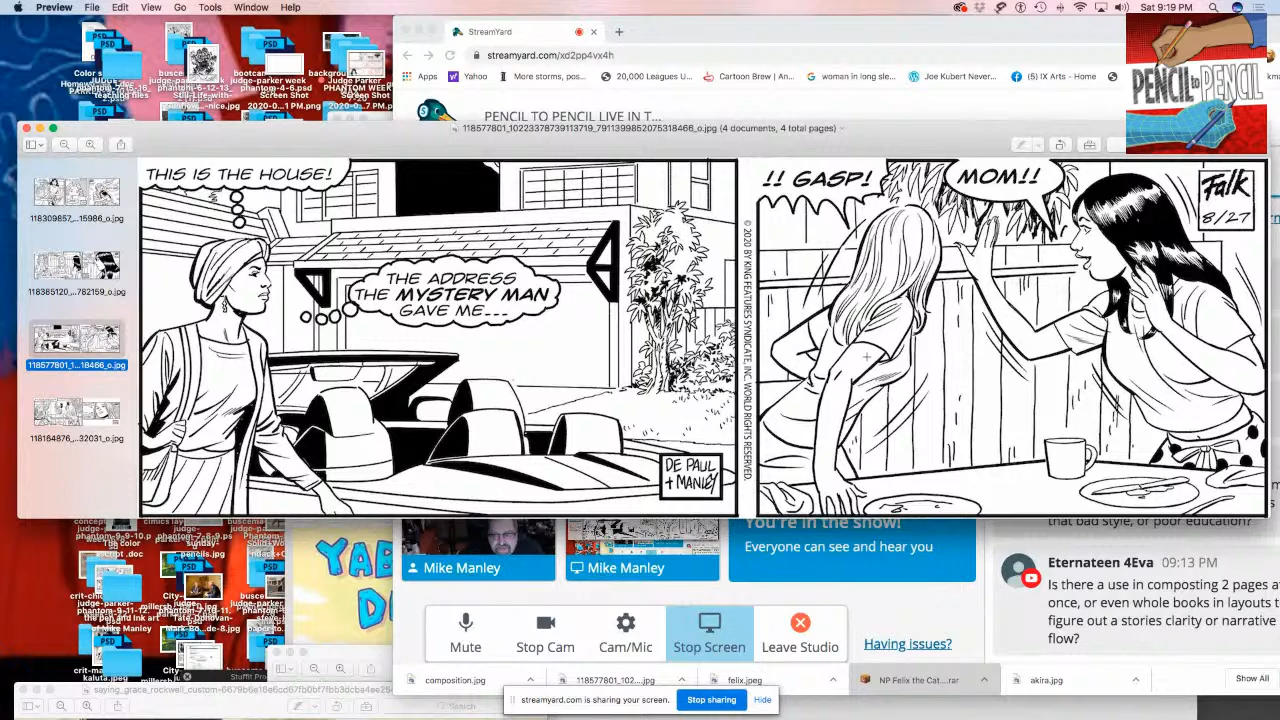 Preview File Edit View Go Tools Window Help
Sat 9:19 PM
StreamYard
streamyard.com/xd2pp4vx4h
Apps Yahoo More storms, pos... 20,000 Leagues U... Cartoon Brew | An... woman in long sle... Joe Kubert Never... (5) IX Arts - Home
PENCIL TO PENCIL LIVE IN T...
PENCIL to PENCIL
118577801_10223378739113719_7911399852075318466_o.jpg (4 documents, 4 total pages)
118309857_...15986_o.jpg
118385120_...782159_o.jpg
118577801_1...18466_o.jpg
118164876_...32031_o.jpg
THIS IS THE HOUSE!
THE ADDRESS
THE MYSTERY MAN
GAVE ME...
DE PAUL
+ MANLEY
© 2020 BY KING FEATURES SYNDICATE, INC. WORLD RIGHTS RESERVED.
!! GASP!
MOM!!
Falk
8/27
that bad style, or poor education?
You're in the show!
Everyone can see and hear you
Mike Manley
Mike Manley
Eternateen 4Eva 09:13 PM
Is there a use in composting 2 pages a
once, or even whole books in layouts t
figure out a stories clarity or narrative
flow?
Mute
Stop Cam
Cam/Mic
Stop Screen
Leave Studio
Having issues?
composition.jpg
118577801_102....jpg
felix.jpeg
NP Felix the Cat....rar
akira.jpg
Show All
streamyard.com is sharing your screen.
Stop sharing
Hide
Search